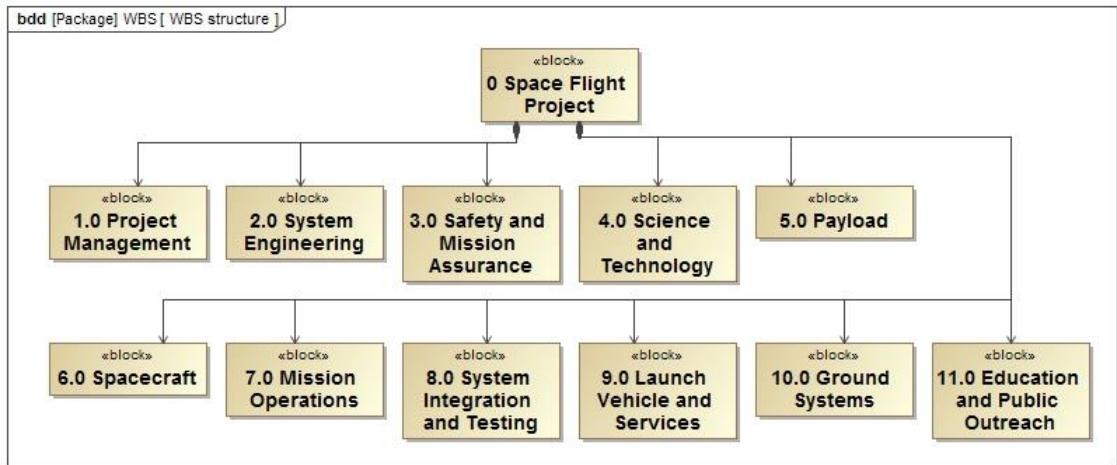 bdd [Package] WBS [ WBS structure ]
«block»
0 Space Flight
Project
«block»
1.0 Project
Management
«block»
2.0 System
Engineering
«block»
3.0 Safety and
Mission
Assurance
«block»
4.0 Science
and
Technology
«block»
5.0 Payload
«block»
6.0 Spacecraft
«block»
7.0 Mission
Operations
«block»
8.0 System
Integration
and Testing
«block»
9.0 Launch
Vehicle and
Services
«block»
10.0 Ground
Systems
«block»
11.0 Education
and Public
Outreach